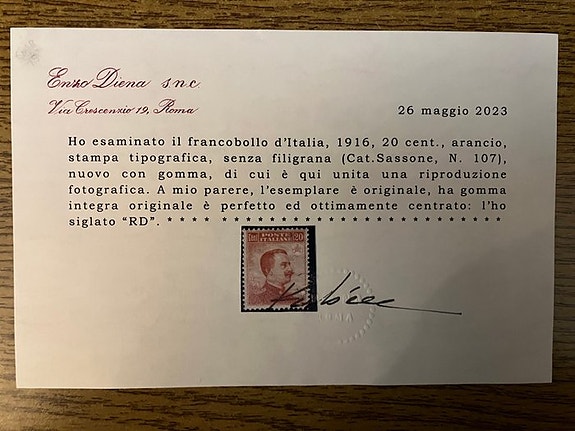 Enzo Diena s.n.c.
Via Crescenzio 19, Roma
26 maggio 2023
Ho esaminato il francobollo d'Italia, 1916, 20 cent., arancio,
stampa tipografica, senza filigrana (Cat.Sassone, N. 107),
nuovo con gomma, di cui è qui unita una riproduzione
fotografica. A mio parere, l'esemplare è originale, ha gomma
integra originale è perfetto ed ottimamente centrato: l'ho
siglato "RD". * * * * * * * * * * * * * * * * * * * * * * * * * * * * *
POSTE
ITALIANE
20
ROMA